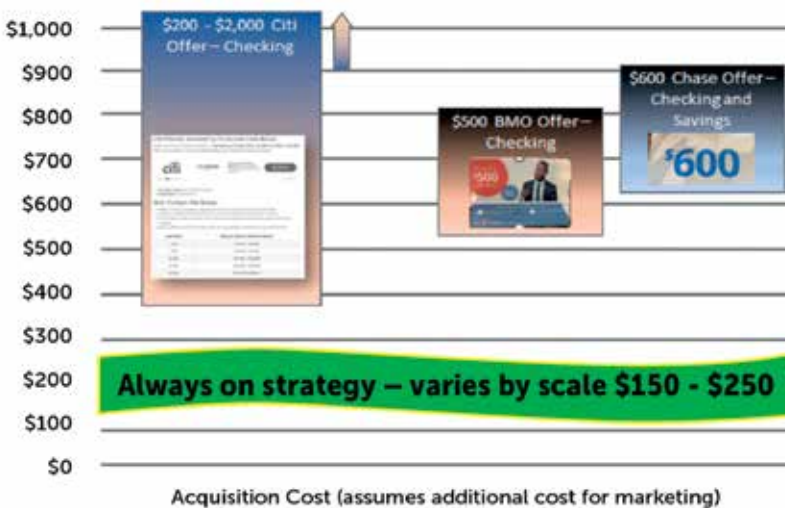 $1,000
$900
$800
$700
$600
$500
$400
$300
$200
$100
$0
$200 - $2,000 Citi
Offer – Checking
citi
$500 BMO Offer –
Checking
$500
$600 Chase Offer –
Checking and
Savings
$600
Always on strategy – varies by scale $150 - $250
Acquisition Cost (assumes additional cost for marketing)